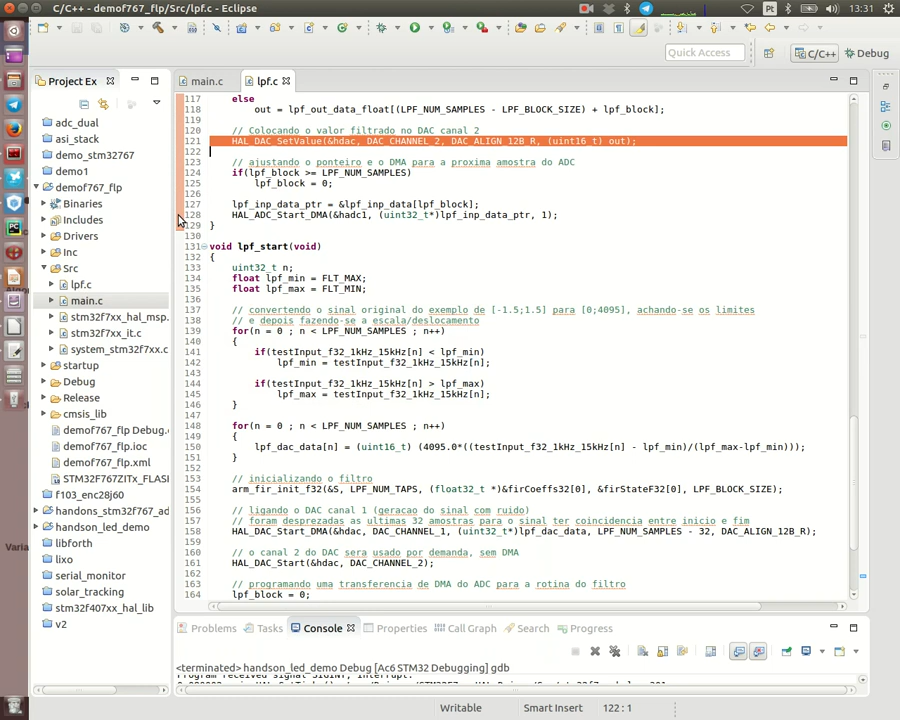 C/C++ - demof767_flp/Src/lpf.c - Eclipse
Pt
13:31
Quick Access
C/C++
Debug
Project Ex
main.c
lpf.c
adc_dual
asi_stack
demo_stm32767
demo1
demof767_flp
Binaries
Includes
Drivers
Inc
Src
lpf.c
main.c
stm32f7xx_hal_msp.
stm32f7xx_it.c
system_stm32f7xx.c
startup
Debug
Release
cmsis_lib
demof767_flp Debug.
demof767_flp.ioc
demof767_flp.xml
STM32F767ZITx_FLASH
f103_enc28j60
handons_stm32f7_ad
handson_led_demo
libforth
lixo
serial_monitor
solar_tracking
stm32f407xx_hal_lib
v2
117 else
118 out = lpf_out_data_float[(LPF_NUM_SAMPLES - LPF_BLOCK_SIZE) + lpf_block];
119
120 // Colocando o valor filtrado no DAC canal 2
121 HAL_DAC_SetValue(&hdac, DAC_CHANNEL_2, DAC_ALIGN_12B_R, (uint16_t) out);
122
123 // ajustando o ponteiro e o DMA para a proxima amostra do ADC
124 if(lpf_block >= LPF_NUM_SAMPLES)
125 lpf_block = 0;
126
127 lpf_inp_data_ptr = &lpf_inp_data[lpf_block];
128 HAL_ADC_Start_DMA(&hadc1, (uint32_t*)lpf_inp_data_ptr, 1);
129 }
130
131 void lpf_start(void)
132 {
133 uint32_t n;
134 float lpf_min = FLT_MAX;
135 float lpf_max = FLT_MIN;
136
137 // convertendo o sinal original do exemplo de [-1.5;1.5] para [0;4095], achando-se os limites
138 // e depois fazendo-se a escala/deslocamento
139 for(n = 0 ; n < LPF_NUM_SAMPLES ; n++)
140 {
141 if(testInput_f32_1kHz_15kHz[n] < lpf_min)
142 lpf_min = testInput_f32_1kHz_15kHz[n];
143
144 if(testInput_f32_1kHz_15kHz[n] > lpf_max)
145 lpf_max = testInput_f32_1kHz_15kHz[n];
146 }
147
148 for(n = 0 ; n < LPF_NUM_SAMPLES ; n++)
149 {
150 lpf_dac_data[n] = (uint16_t) (4095.0*((testInput_f32_1kHz_15kHz[n] - lpf_min)/(lpf_max-lpf_min)));
151 }
152
153 // inicializando o filtro
154 arm_fir_init_f32(&S, LPF_NUM_TAPS, (float32_t *)&firCoeffs32[0], &firStateF32[0], LPF_BLOCK_SIZE);
155
156 // ligando o DAC canal 1 (geracao do sinal com ruido)
157 // foram desprezadas as ultimas 32 amostras para o sinal ter coincidencia entre inicio e fim
158 HAL_DAC_Start_DMA(&hdac, DAC_CHANNEL_1, (uint32_t*)lpf_dac_data, LPF_NUM_SAMPLES - 32, DAC_ALIGN_12B_R);
159
160 // o canal 2 do DAC sera usado por demanda, sem DMA
161 HAL_DAC_Start(&hdac, DAC_CHANNEL_2);
162
163 // programando uma transferencia de DMA do ADC para a rotina do filtro
164 lpf_block = 0;
Problems
Tasks
Console
Properties
Call Graph
Search
Progress
<terminated> handson_led_demo Debug [Ac6 STM32 Debugging] gdb
Program received signal SIGINT, Interrupt.
Writable
Smart Insert
122 : 1
Varia